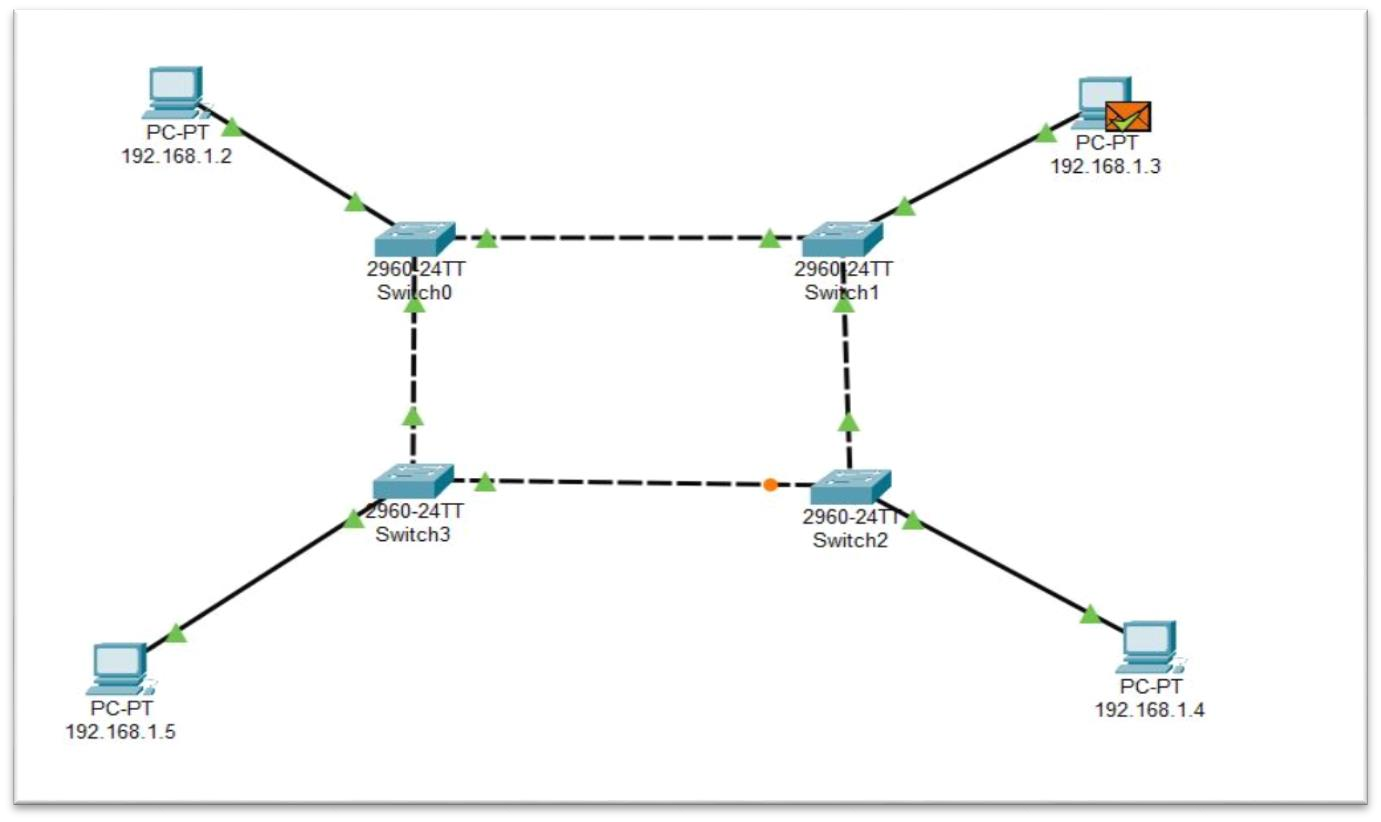 PC-PT
192.168.1.2
PC-PT
192.168.1.3
2960-24TT
Switch0
2960-24TT
Switch1
2960-24TT
Switch3
2960-24TT
Switch2
PC-PT
192.168.1.5
PC-PT
192.168.1.4